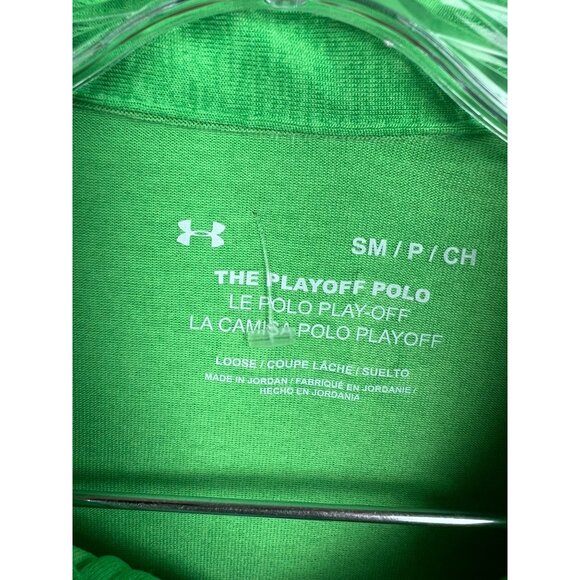 SM / P / CH
THE PLAYOFF POLO
LE POLO PLAY-OFF
LA CAMISA POLO PLAYOFF
LOOSE / COUPE LÂCHE / SUELTO
MADE IN JORDAN / FABRIQUÉ EN JORDANIE /
HECHO EN JORDANIA